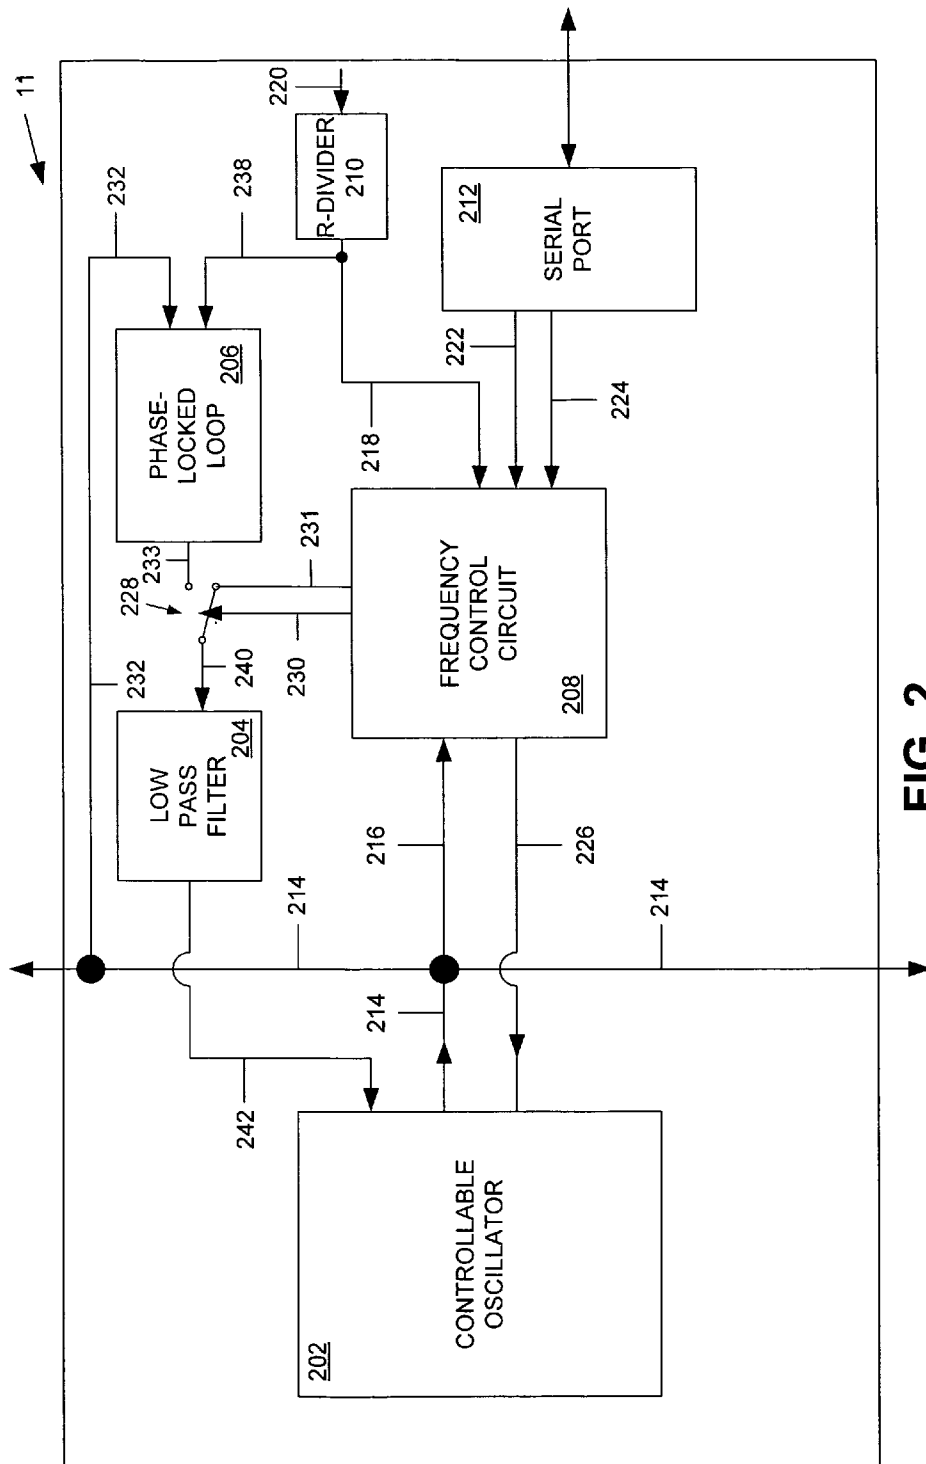 11
232
232
238
LOW
PASS
FILTER
204
228
233
PHASE-
LOCKED
LOOP
206
240
242
214
230
231
220
R-DIVIDER
210
202
CONTROLLABLE
OSCILLATOR
214
216
218
FREQUENCY
CONTROL
CIRCUIT
208
222
212
SERIAL
PORT
226
214
224
FIG. 2